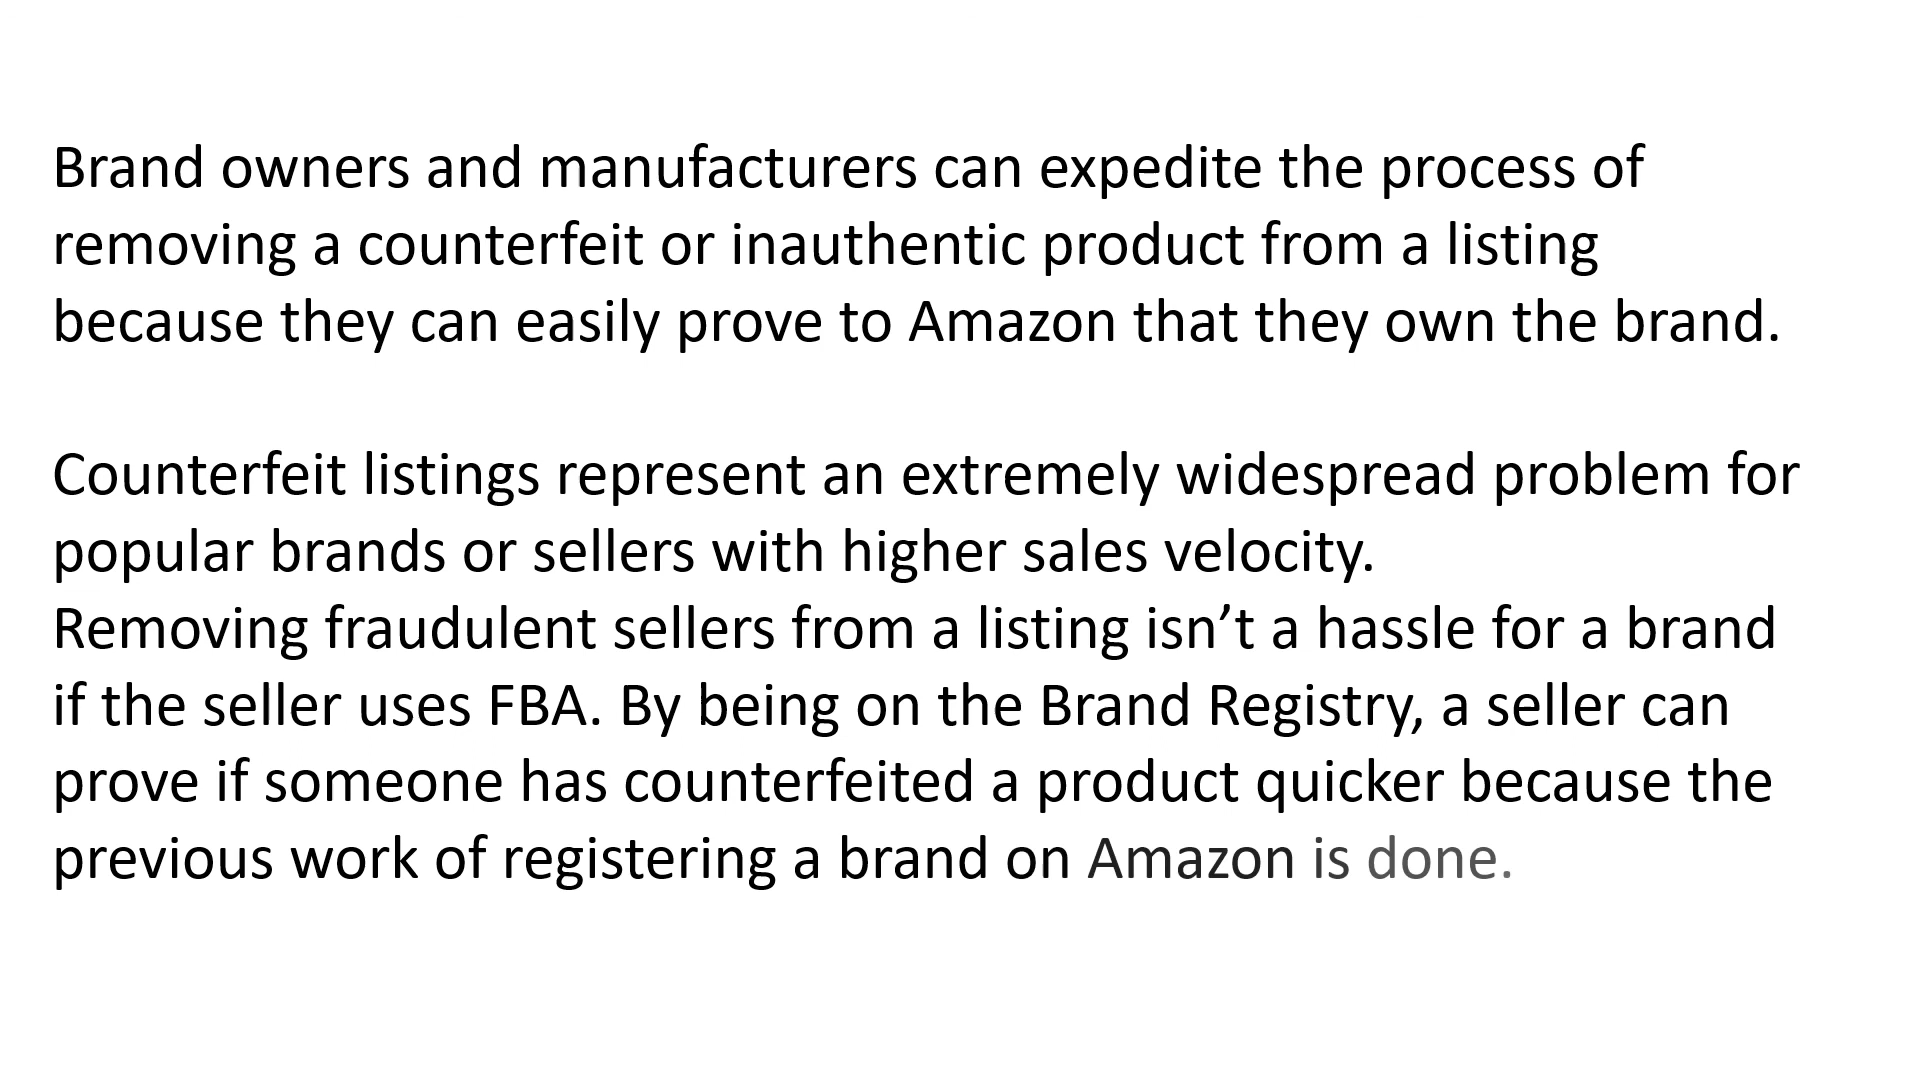 Brand owners and manufacturers can expedite the process of
removing a counterfeit or inauthentic product from a listing
because they can easily prove to Amazon that they own the brand.
Counterfeit listings represent an extremely widespread problem for
popular brands or sellers with higher sales velocity.
Removing fraudulent sellers from a listing isn’t a hassle for a brand
if the seller uses FBA. By being on the Brand Registry, a seller can
prove if someone has counterfeited a product quicker because the
previous work of registering a brand on Amazon is done.